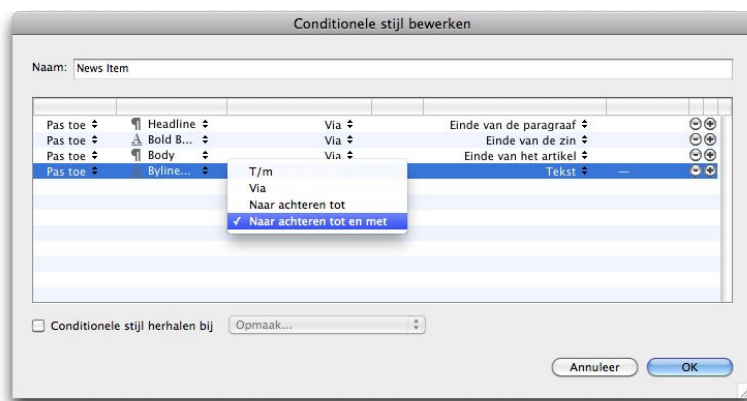 Conditionele stijl bewerken
Naam: News Item
Pas toe ¶ Headline Via Einde van de paragraaf
Pas toe A Bold B... Via Einde van de zin
Pas toe ¶ Body Via Einde van het artikel
Pas toe Byline... Tekst —
T/m
Via
Naar achteren tot
✓ Naar achteren tot en met
Conditionele stijl herhalen bij Opmaak...
Annuleer OK